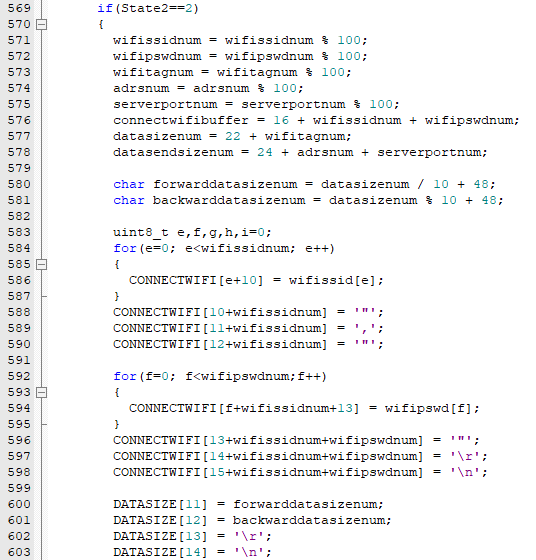 569 if(State2==2)
570 {
571 wifissidnum = wifissidnum % 100;
572 wifipswdnum = wifipswdnum % 100;
573 wifitagnum = wifitagnum % 100;
574 adrsnum = adrsnum % 100;
575 serverportnum = serverportnum % 100;
576 connectwifibuffer = 16 + wifissidnum + wifipswdnum;
577 datasizenum = 22 + wifitagnum;
578 datasendsizenum = 24 + adrsnum + serverportnum;
579
580 char forwarddatasizenum = datasizenum / 10 + 48;
581 char backwarddatasizenum = datasizenum % 10 + 48;
582
583 uint8_t e,f,g,h,i=0;
584 for(e=0; e<wifissidnum; e++)
585 {
586 CONNECTWIFI[e+10] = wifissid[e];
587 }
588 CONNECTWIFI[10+wifissidnum] = '"';
589 CONNECTWIFI[11+wifissidnum] = ',';
590 CONNECTWIFI[12+wifissidnum] = '"';
591
592 for(f=0; f<wifipswdnum;f++)
593 {
594 CONNECTWIFI[f+wifissidnum+13] = wifipswd[f];
595 }
596 CONNECTWIFI[13+wifissidnum+wifipswdnum] = '"';
597 CONNECTWIFI[14+wifissidnum+wifipswdnum] = '\r';
598 CONNECTWIFI[15+wifissidnum+wifipswdnum] = '\n';
599
600 DATASIZE[11] = forwarddatasizenum;
601 DATASIZE[12] = backwarddatasizenum;
602 DATASIZE[13] = '\r';
603 DATASIZE[14] = '\n';